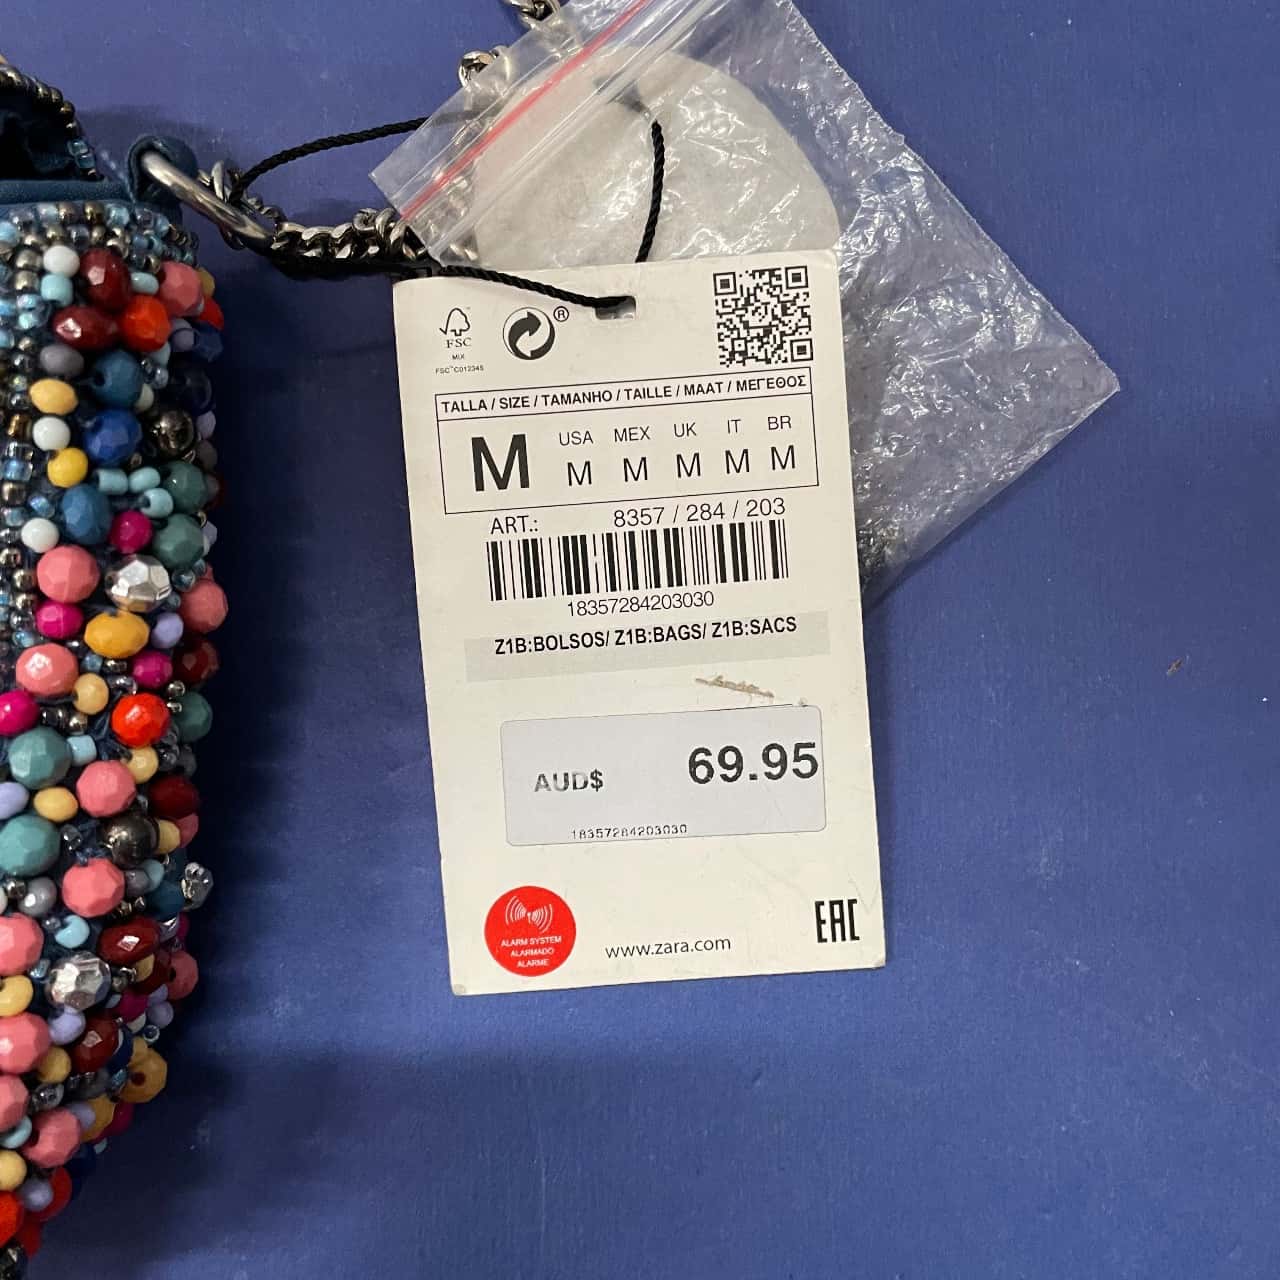 FSC
MIX
FSC™ C012345
®
TALLA / SIZE / TAMANHO / TAILLE / MAAT / ΜΕΓΕΘΟΣ
M
USA MEX UK IT BR
M M M M M
ART.: 8357 / 284 / 203
18357284203030
Z1B:BOLSOS/ Z1B:BAGS/ Z1B:SACS
AUD$ 69.95
18357284203030
ALARM SYSTEM
ALARMADO
ALARME
www.zara.com
EAC